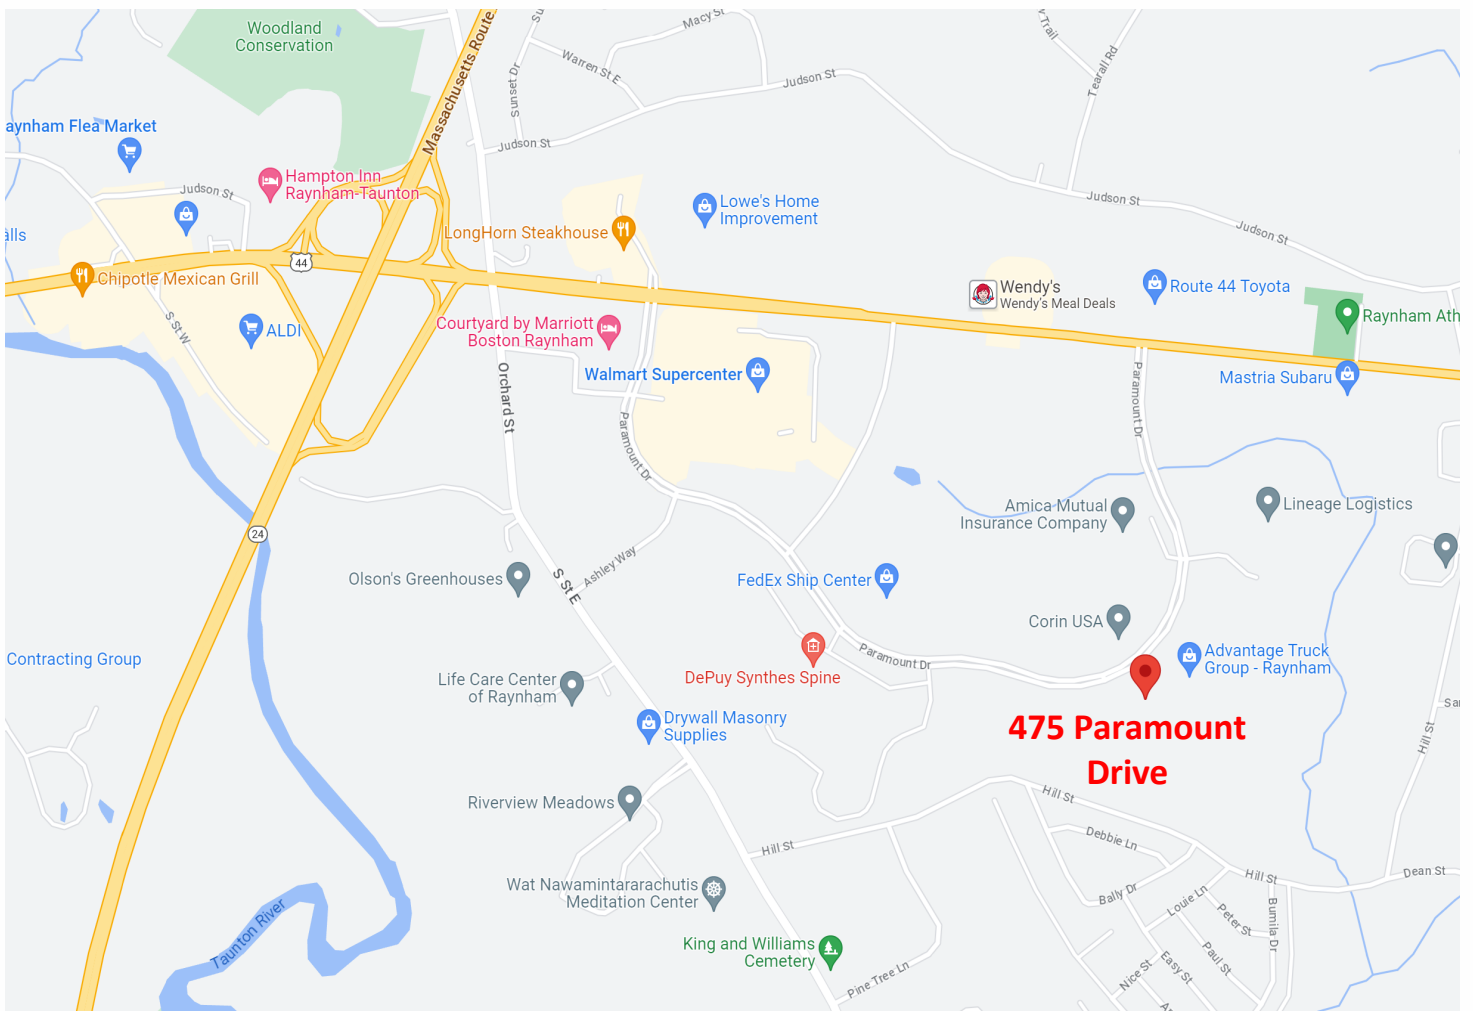 Woodland
Conservation
Massachusetts Route
Macy St
Su
y Trail
Tearall Rd
Warren St E
Sunset Dr
Judson St
Judson St
aynham Flea Market
Hampton Inn
Raynham-Taunton
Judson St
Judson St
Judson St
Lowe's Home
Improvement
LongHorn Steakhouse
alls
44
Chipotle Mexican Grill
Wendy's
Wendy's Meal Deals
Route 44 Toyota
Raynham Ath
S St W
ALDI
Courtyard by Marriott
Boston Raynham
Walmart Supercenter
Mastria Subaru
Orchard St
Paramount Dr
Paramount Dr
Amica Mutual
Insurance Company
Lineage Logistics
24
Olson's Greenhouses
S St E
Ashley Way
FedEx Ship Center
Corin USA
Contracting Group
Paramount Dr
Advantage Truck
Group - Raynham
DePuy Synthes Spine
Life Care Center
of Raynham
Drywall Masonry
Supplies
475 Paramount
Drive
Sa
Hill St
Riverview Meadows
Hill St
Hill St
Debbie Ln
Hill St
Dean St
Wat Nawamintararachutis
Meditation Center
Bally Dr
Louie Ln
Peter St
Bumila Dr
Taunton River
King and Williams
Cemetery
Pine Tree Ln
Nice St
Easy St
Paul St